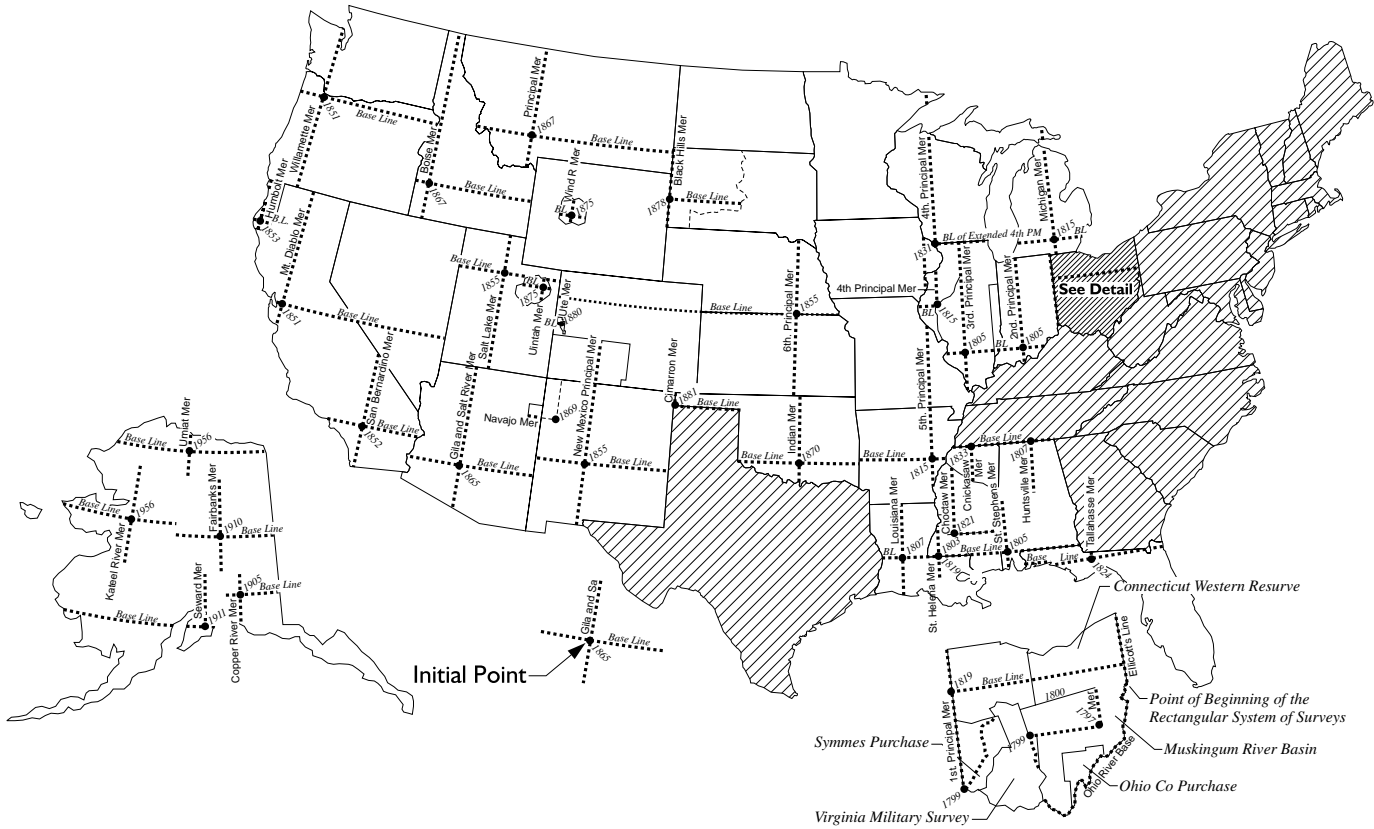 Willamette Mer
1851
Base Line
Humbolt Mer
B.L.
1853
Mt. Diablo Mer
1851
Base Line
San Bernardino Mer
Base Line
1852
Boise Mer
Base Line
1867
Principal Mer
1867
Base Line
Wind R Mer
BL
1875
Black Hills Mer
Base Line
1878
Base Line
1855
Salt Lake Mer
BL
1875
Uintah Mer
Ute Mer
BL
1880
Gila and Salt River Mer
Base Line
1865
Navajo Mer
1869
New Mexico Principal Mer
1855
Base Line
Cimarron Mer
1881
Base Line
Base Line
6th. Principal Mer
1855
Indian Mer
Base Line
1870
Base Line
5th. Principal Mer
1815
4th. Principal Mer
1831
BL of Extended 4th PM
4th Principal Mer
BL
1815
3rd. Principal Mer
1805
BL
2nd. Principal Mer
1805
Michigan Mer
1815
BL
See Detail
Louisiana Mer
BL
1807
St. Helena Mer
1819
1803
Choctaw Mer
1821
Cnickasaw
Mer
1833
Base Line
1807
Huntsville Mer
St. Stephens Mer
Base Line
1805
Tallahasse Mer
Base Line
1824
Umiat Mer
Base Line
1956
Base Line
1956
Kateel River Mer
Fairbanks Mer
1910
Base Line
1905
Base Line
Copper River Mer
Seward Mer
1911
Base Line
Gila and Sa
Base Line
1865
Initial Point
Connecticut Western Resurve
Ellicott's Line
1819
Base Line
1800
Mer
1797
1799
1st. Principal Mer
1799
Point of Beginning of the
Rectangular System of Surveys
Symmes Purchase
Muskingum River Basin
Ohio River Base
Ohio Co Purchase
Virginia Military Survey